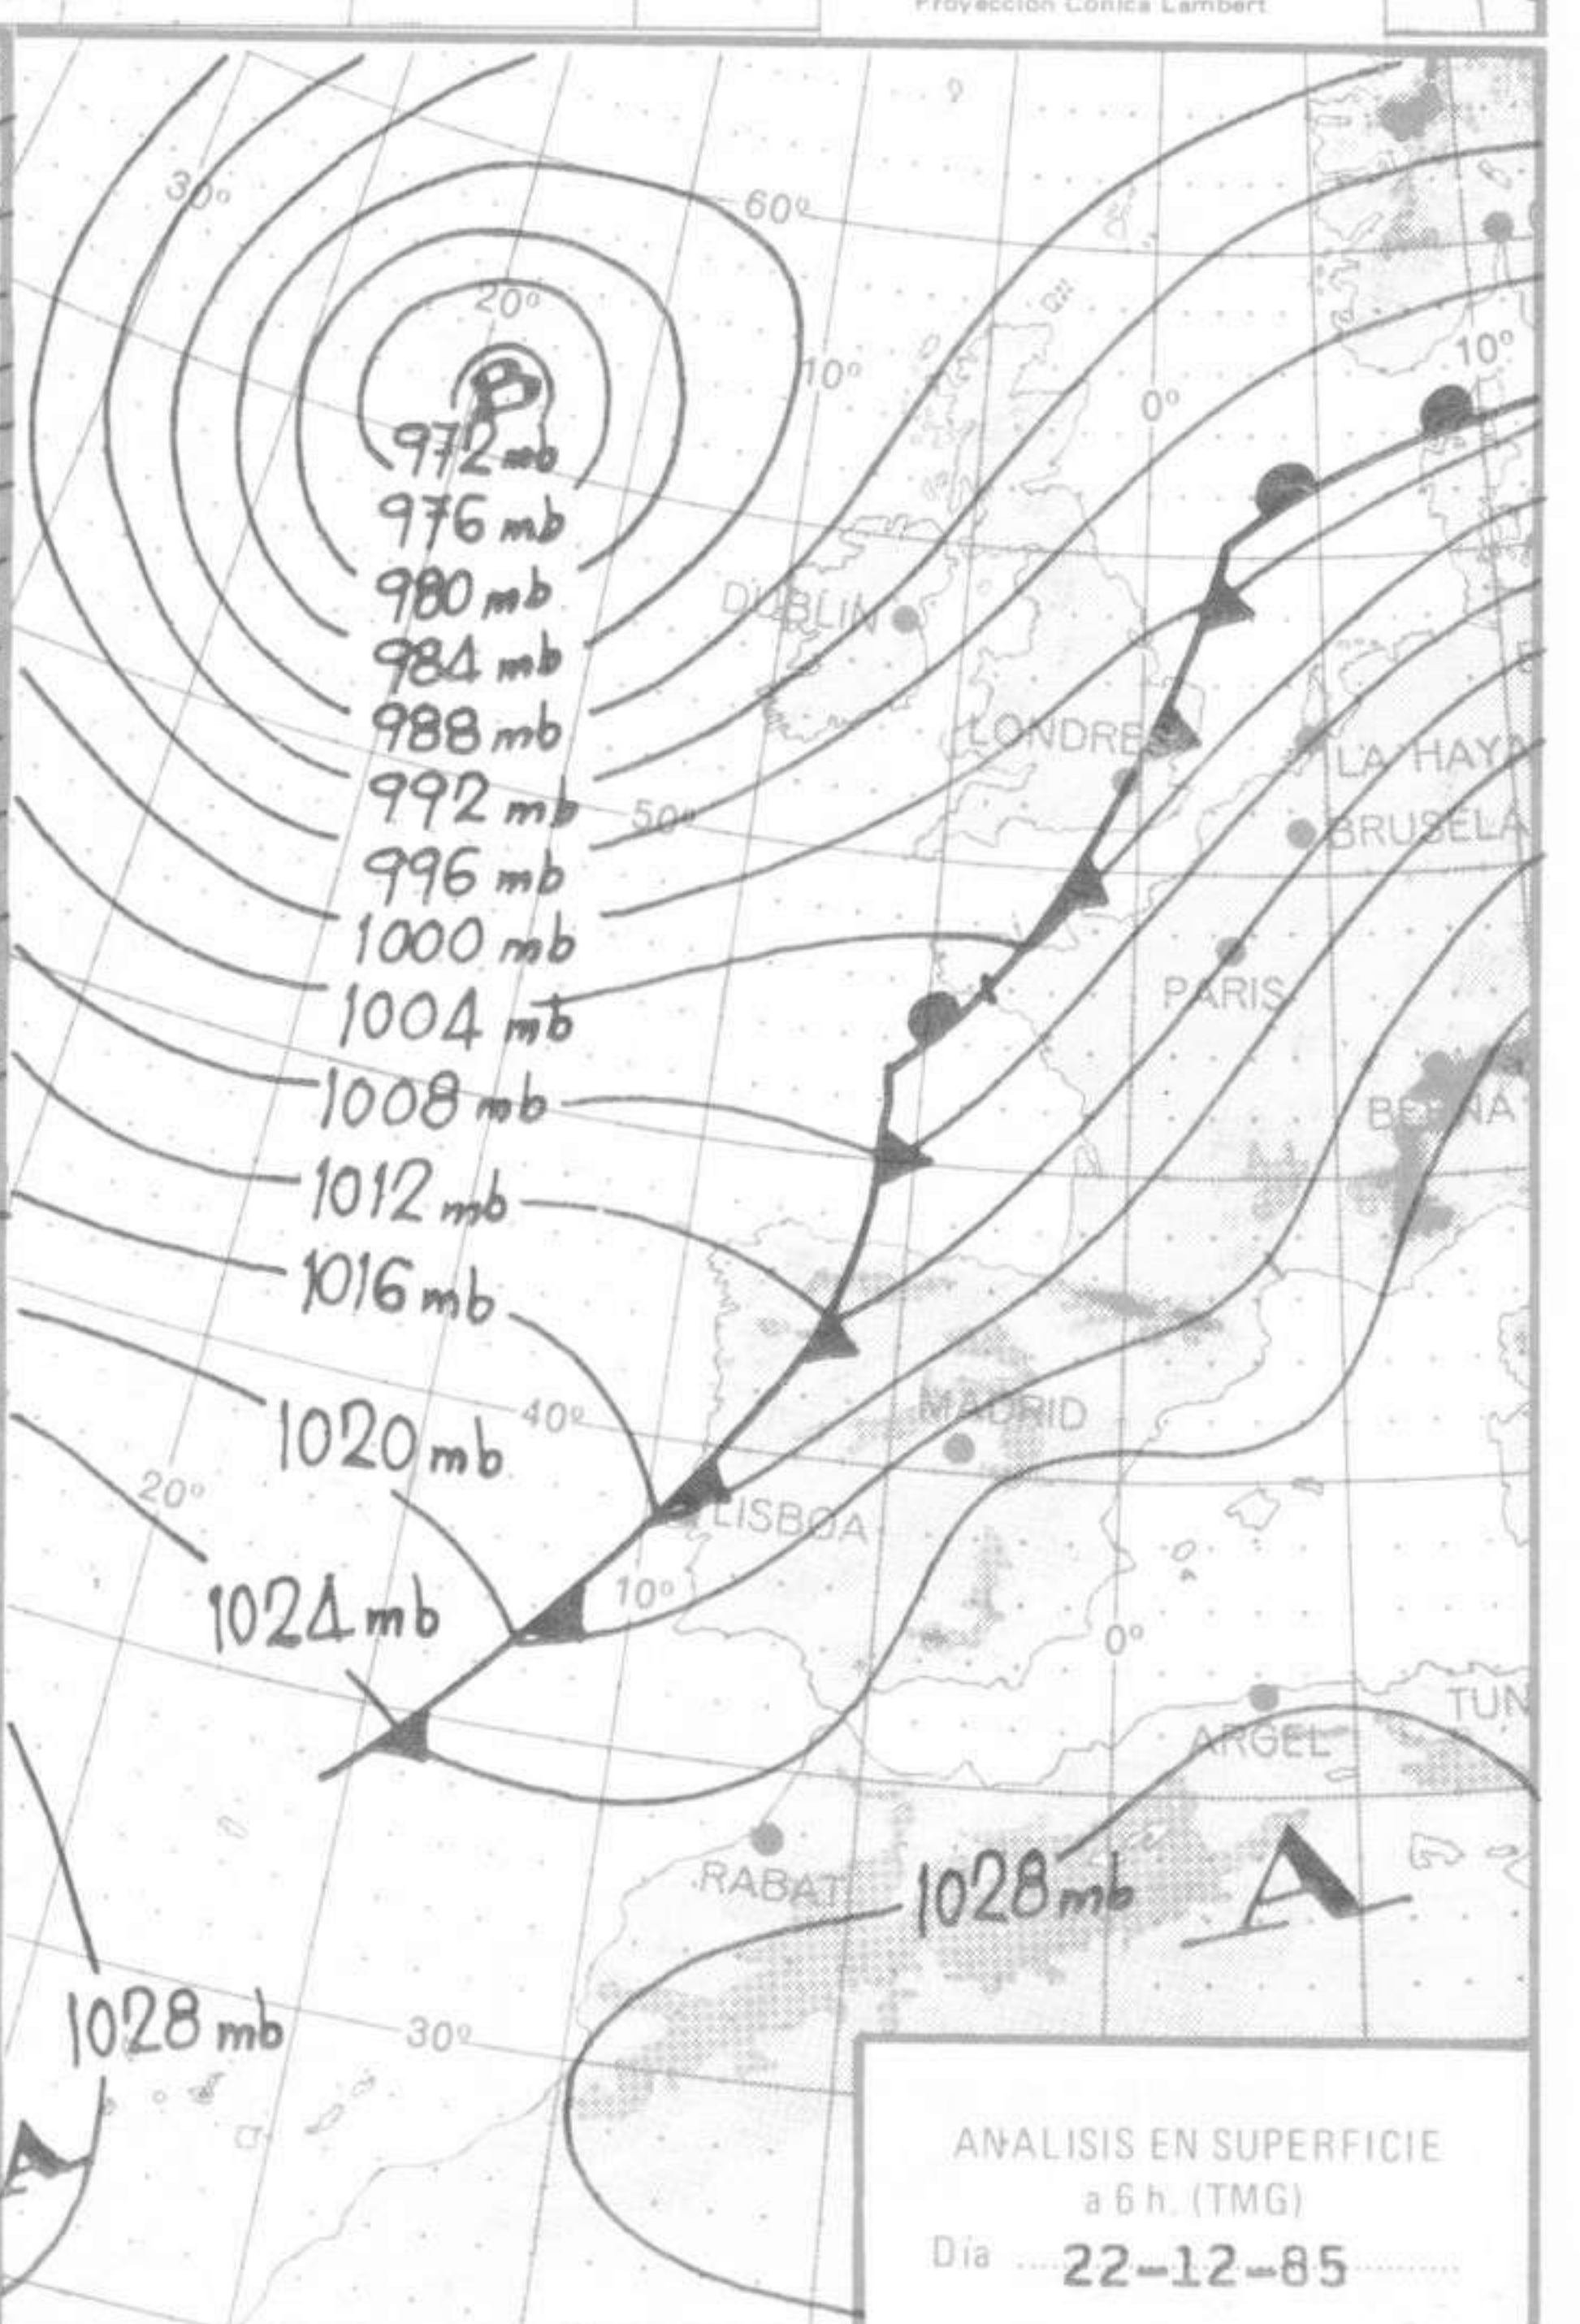 Proyección Cónica Lambert
30º
60º
20º
B
10º
10º
0º
972 mb
976 mb
980 mb
DUBLIN
984 mb
988 mb
LONDRES
LA HAYA
992 mb
50º
BRUSELA
996 mb
1000 mb
PARIS
1004 mb
1008 mb
BERNA
1012 mb
1016 mb
40º
MADRID
1020 mb
20º
LISBOA
10º
1024 mb
0º
TUN
ARGEL
RABAT
1028 mb
A
1028 mb
30º
A
ANALISIS EN SUPERFICIE
a 6 h. (TMG)
Día 22-12-85